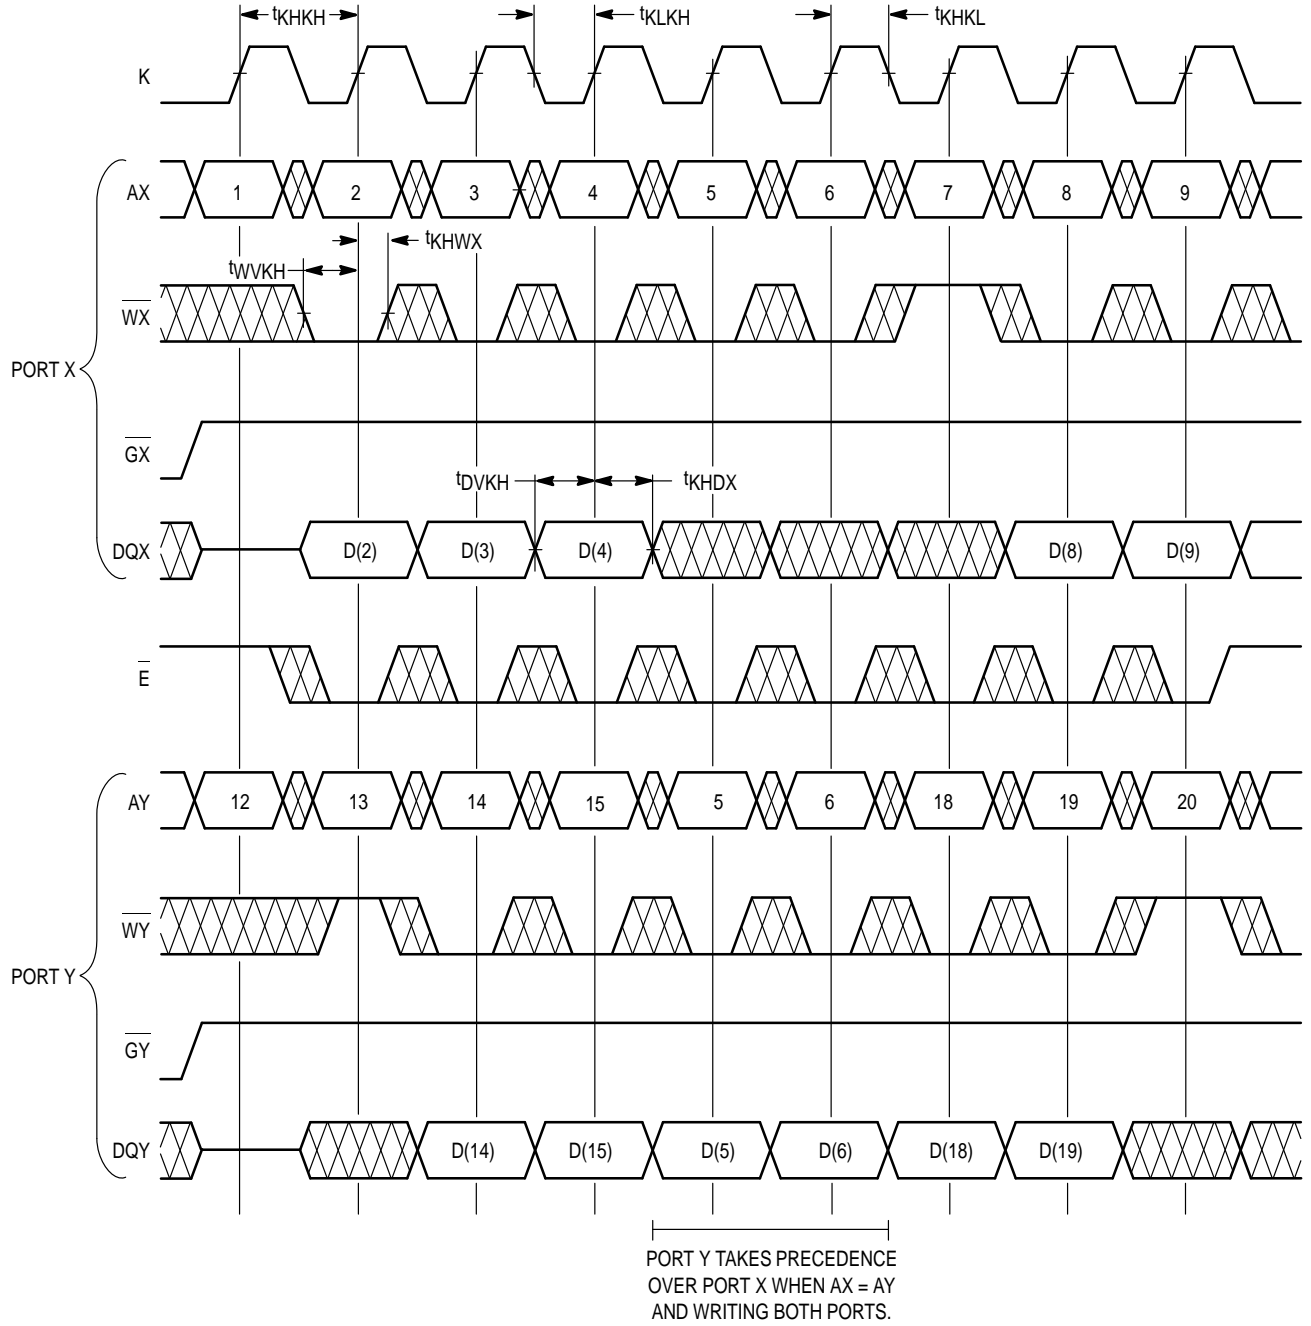 tKHKH tKLKH tKHKL
K
AX 1 2 3 4 5 6 7 8 9
tKHWX
tWVKH
WX
PORT X
GX
tDVKH tKHDX
DQX D(2) D(3) D(4) D(8) D(9)
E
AY 12 13 14 15 5 6 18 19 20
WY
PORT Y
GY
DQY D(14) D(15) D(5) D(6) D(18) D(19)
PORT Y TAKES PRECEDENCE
OVER PORT X WHEN AX = AY
AND WRITING BOTH PORTS.